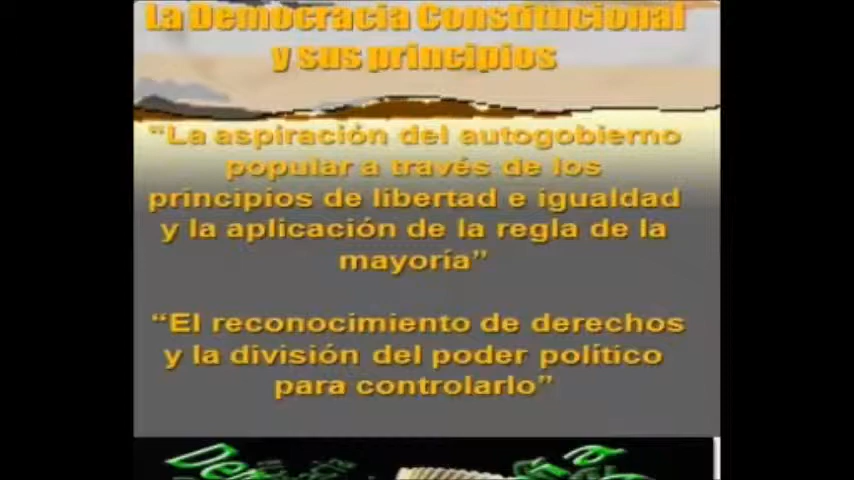 La Democracia Constitucional
y sus principios
“La aspiración del autogobierno
popular a través de los
principios de libertad e igualdad
y la aplicación de la regla de la
mayoría”
“El reconocimiento de derechos
y la división del poder político
para controlarlo”